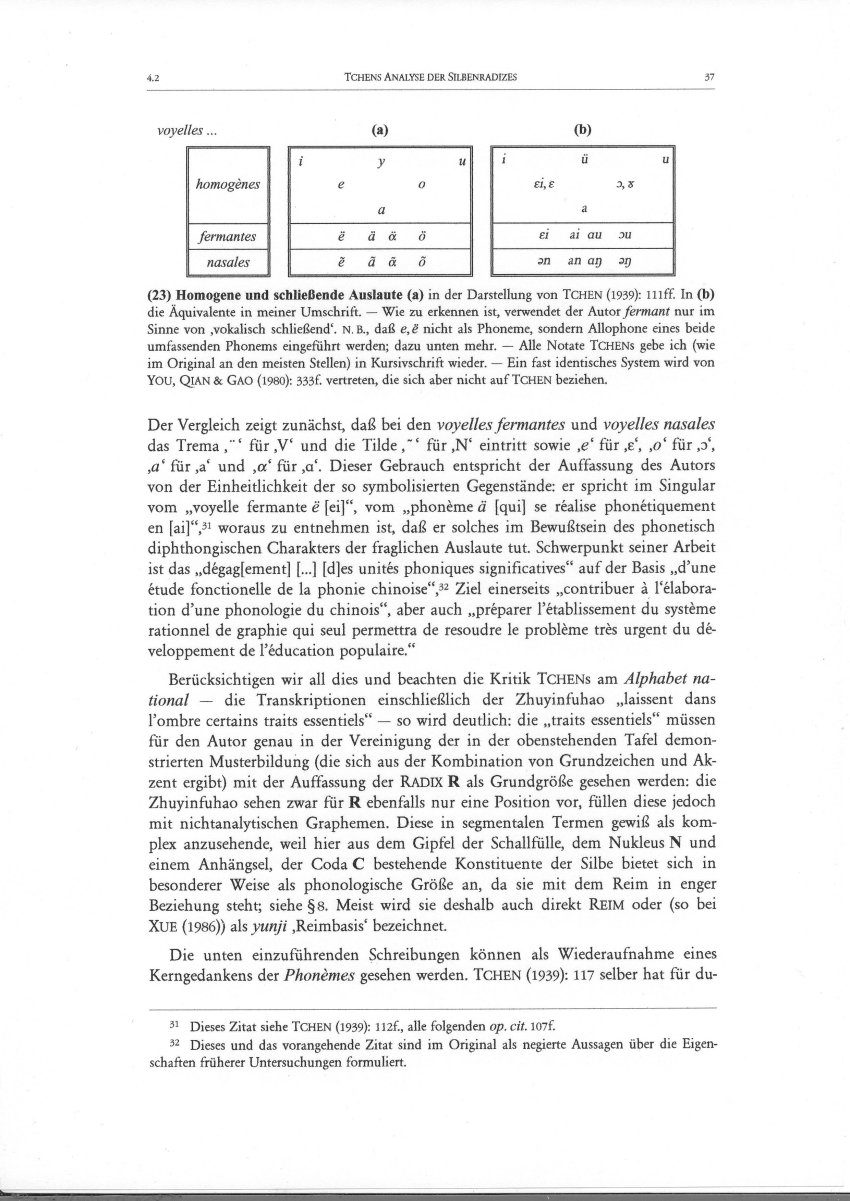 4.2 TCHENS ANALYSE DER SILBENRADIZES 37
voyelles ... (a) (b)
homogènes
i y u
e o
a
i ü u
ɛi, ɛ ɔ, ɤ
a
fermantes ë ä ɑ̈ ö ɛi ai ɑu ɔu
nasales ẽ ã ɑ̃ õ ɔn an ɑŋ ɔŋ
(23) Homogene und schließende Auslaute (a) in der Darstellung von TCHEN (1939): 111ff. In (b)
die Äquivalente in meiner Umschrift. — Wie zu erkennen ist, verwendet der Autor fermant nur im
Sinne von ‚vokalisch schließend‘. N.B., daß e, ë nicht als Phoneme, sondern Allophone eines beide
umfassenden Phonems eingeführt werden; dazu unten mehr. — Alle Notate TCHENs gebe ich (wie
im Original an den meisten Stellen) in Kursivschrift wieder. — Ein fast identisches System wird von
YOU, QIAN & GAO (1980): 333f. vertreten, die sich aber nicht auf TCHEN beziehen.
Der Vergleich zeigt zunächst, daß bei den voyelles fermantes und voyelles nasales
das Trema ‚¨‘ für ‚V‘ und die Tilde ‚˜‘ für ‚N‘ eintritt sowie ‚e‘ für ‚ɛ‘, ‚o‘ für ‚ɔ‘,
‚a‘ für ‚a‘ und ‚ɑ‘ für ‚ɑ‘. Dieser Gebrauch entspricht der Auffassung des Autors
von der Einheitlichkeit der so symbolisierten Gegenstände: er spricht im Singular
vom „voyelle fermante ë [ei]“, vom „phonème ä [qui] se réalise phonétiquement
en [ai]“,³¹ woraus zu entnehmen ist, daß er solches im Bewußtsein des phonetisch
diphthongischen Charakters der fraglichen Auslaute tut. Schwerpunkt seiner Arbeit
ist das „dégag[ement] [...] [d]es unités phoniques significatives“ auf der Basis „d’une
étude fonctionelle de la phonie chinoise“,³² Ziel einerseits „contribuer à l‘élabora-
tion d’une phonologie du chinois“, aber auch „préparer l’établissement du système
rationnel de graphie qui seul permettra de resoudre le problème très urgent du dé-
veloppement de l’éducation populaire.“
Berücksichtigen wir all dies und beachten die Kritik TCHENs am Alphabet na-
tional — die Transkriptionen einschließlich der Zhuyinfuhao „laissent dans
l’ombre certains traits essentiels“ — so wird deutlich: die „traits essentiels“ müssen
für den Autor genau in der Vereinigung der in der obenstehenden Tafel demon-
strierten Musterbildung (die sich aus der Kombination von Grundzeichen und Ak-
zent ergibt) mit der Auffassung der RADIX R als Grundgröße gesehen werden: die
Zhuyinfuhao sehen zwar für R ebenfalls nur eine Position vor, füllen diese jedoch
mit nichtanalytischen Graphemen. Diese in segmentalen Termen gewiß als kom-
plex anzusehende, weil hier aus dem Gipfel der Schallfülle, dem Nukleus N und
einem Anhängsel, der Coda C bestehende Konstituente der Silbe bietet sich in
besonderer Weise als phonologische Größe an, da sie mit dem Reim in enger
Beziehung steht; siehe § 8. Meist wird sie deshalb auch direkt REIM oder (so bei
XUE (1986)) als yunji ‚Reimbasis‘ bezeichnet.
Die unten einzuführenden Schreibungen können als Wiederaufnahme eines
Kerngedankens der Phonèmes gesehen werden. TCHEN (1939): 117 selber hat für du-
³¹ Dieses Zitat siehe TCHEN (1939): 112f., alle folgenden op. cit. 107f.
³² Dieses und das vorangehende Zitat sind im Original als negierte Aussagen über die Eigen-
schaften früherer Untersuchungen formuliert.